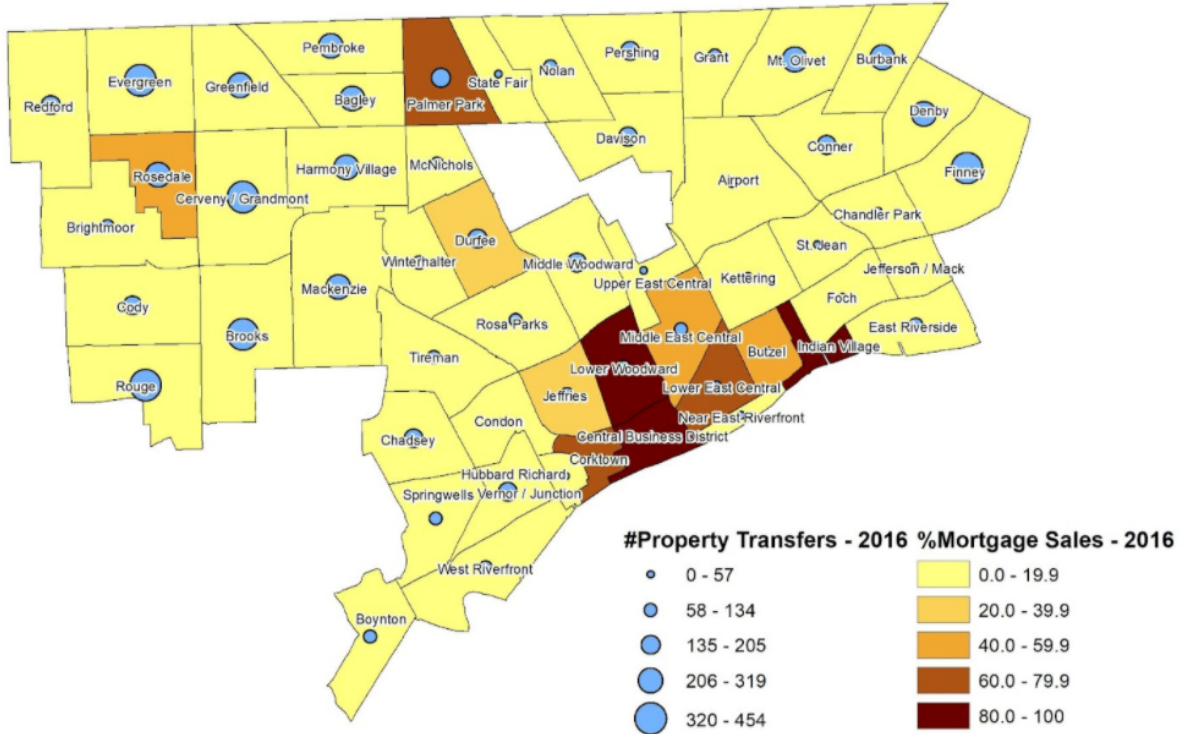 Pembroke
Evergreen
Greenfield
Redford
Bagley
Palmer Park
State Fair
Nolan
Pershing
Grant
Mt. Olivet
Burbank
Denby
Davison
Conner
Finney
Rosedale
Harmony Village
McNichols
Cerveny / Grandmont
Airport
Brightmoor
Chandler Park
Durfee
St. Jean
Winterhalter
Middle Woodward
Upper East Central
Kettering
Jefferson / Mack
Mackenzie
Foch
Cody
Rosa Parks
East Riverside
Brooks
Middle East Central
Butzel
Indian Village
Tireman
Lower Woodward
Rouge
Jeffries
Lower East Central
Near East Riverfront
Condon
Central Business District
Chadsey
Corktown
Hubbard Richard
Springwells
Vernor / Junction
West Riverfront
Boynton
#Property Transfers - 2016 %Mortgage Sales - 2016
0 - 57 0.0 - 19.9
58 - 134 20.0 - 39.9
135 - 205 40.0 - 59.9
206 - 319 60.0 - 79.9
320 - 454 80.0 - 100